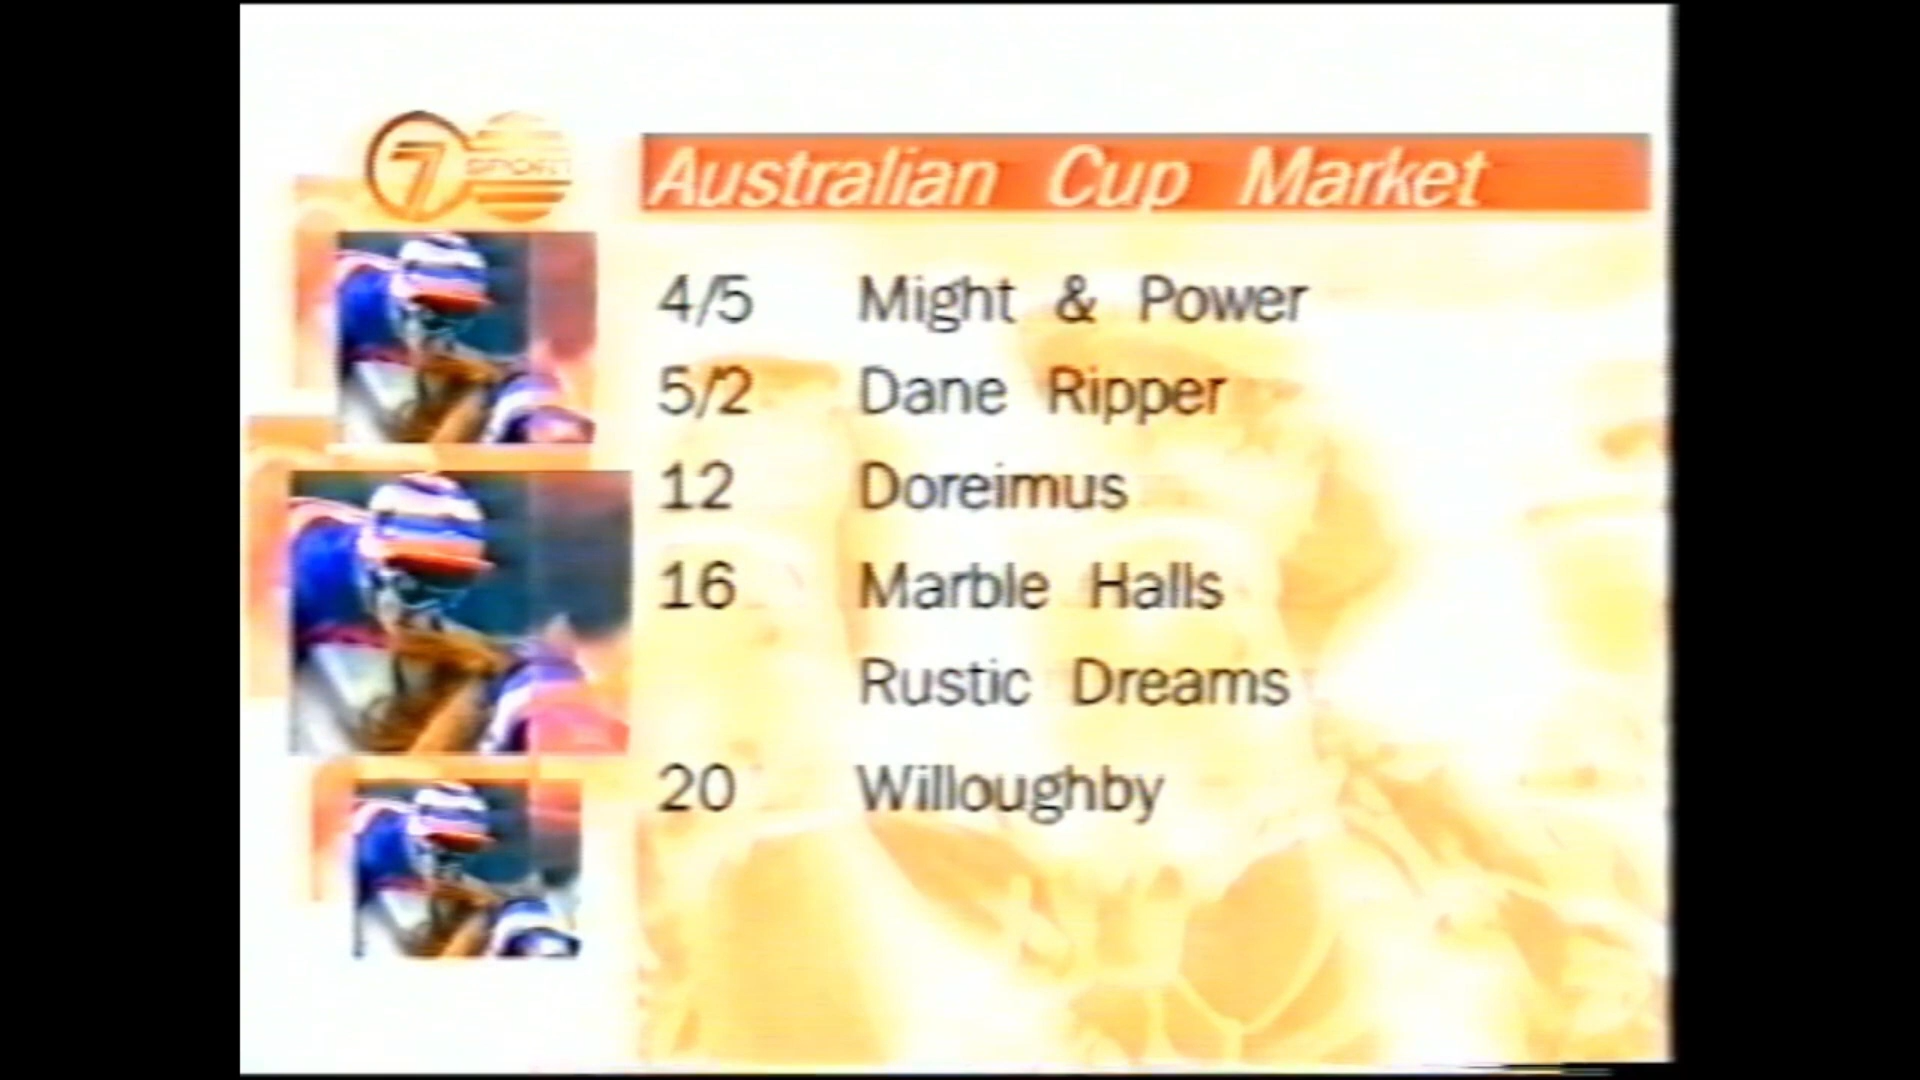 7 SPORT
Australian Cup Market
4/5 Might & Power
5/2 Dane Ripper
12 Doreimus
16 Marble Halls
Rustic Dreams
20 Willoughby